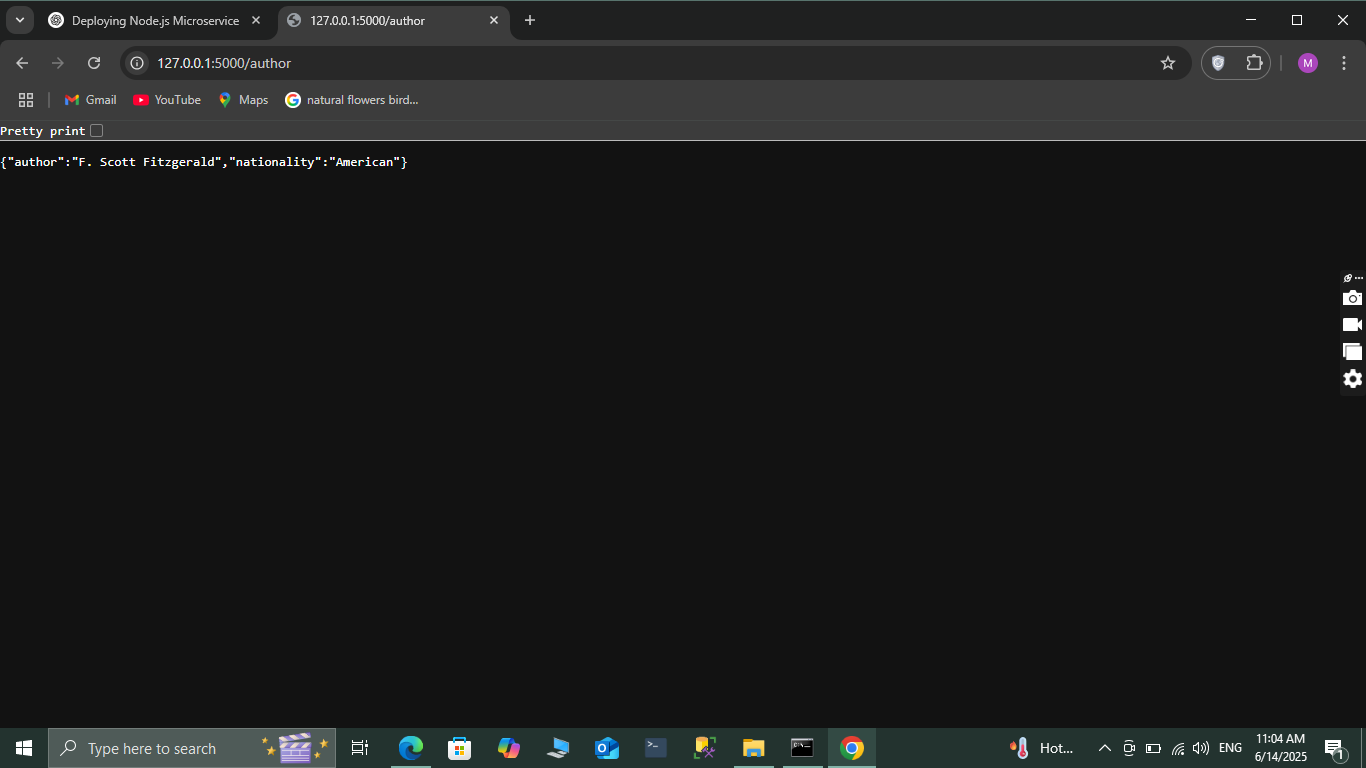 Deploying Node.js Microservice
127.0.0.1:5000/author
127.0.0.1:5000/author
M
Gmail
YouTube
Maps
natural flowers bird...
Pretty print
{"author":"F. Scott Fitzgerald","nationality":"American"}
Type here to search
Hot...
ENG
11:04 AM
6/14/2025
1